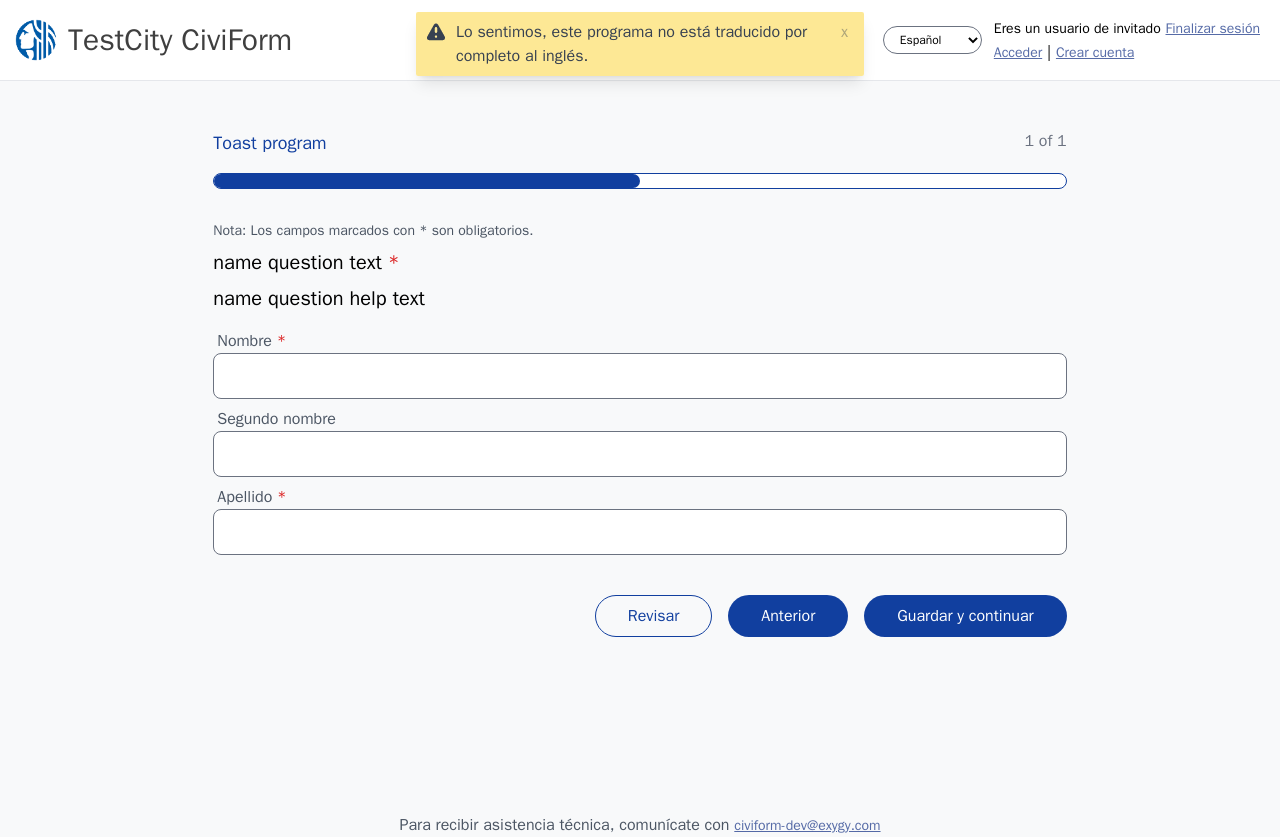 TestCity CiviForm
Lo sentimos, este programa no está traducido por
completo al inglés.
x
Español
Eres un usuario de invitado Finalizar sesión
Acceder | Crear cuenta
Toast program
1 of 1
Nota: Los campos marcados con * son obligatorios.
name question text *
name question help text
Nombre *
Segundo nombre
Apellido *
Revisar
Anterior
Guardar y continuar
Para recibir asistencia técnica, comunícate con civiform-dev@exygy.com